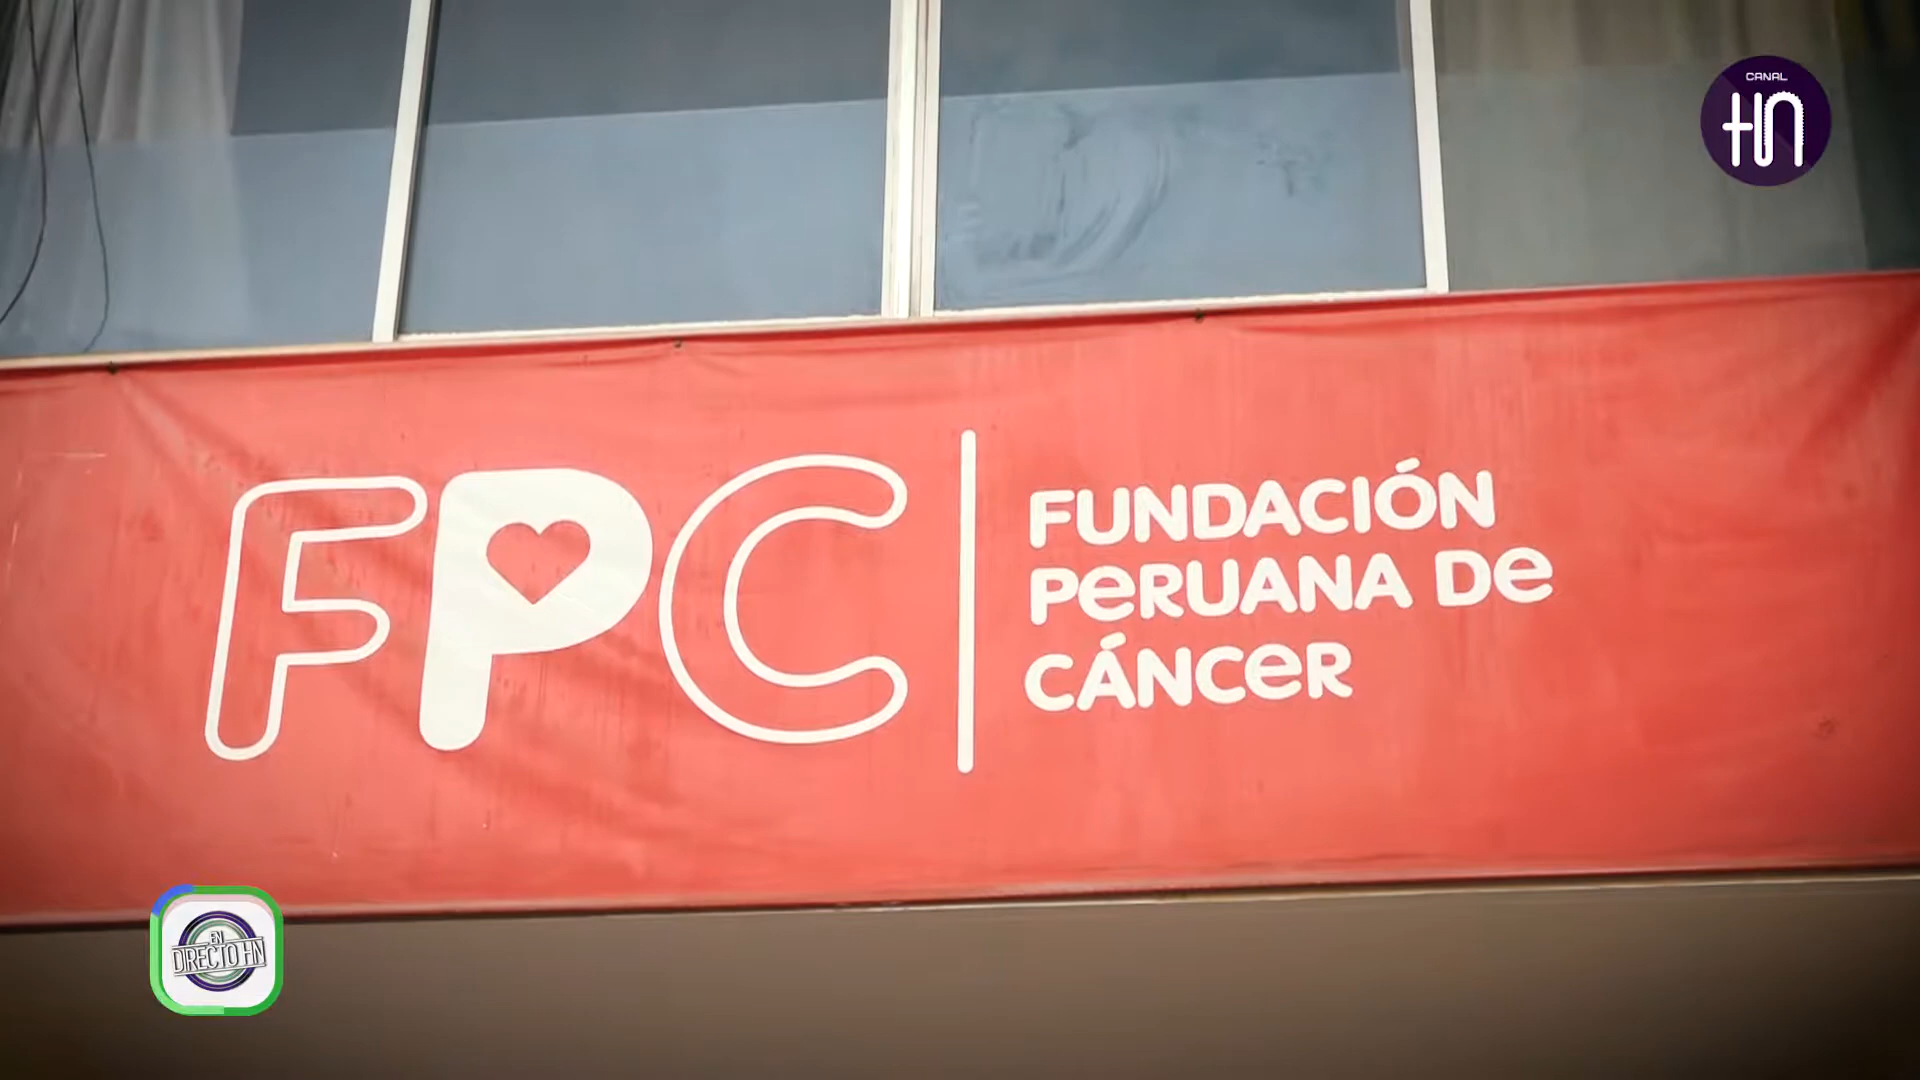 CANAL
HN
FPC
FUNDACIÓN
PeRUANA De
CÁNCeR
EN
DIRECTO HN